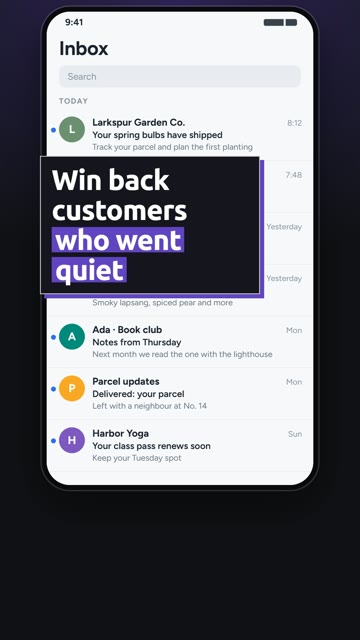 9:41
Inbox
Search
TODAY
L
Larkspur Garden Co.
8:12
Your spring bulbs have shipped
Track your parcel and plan the first planting
7:48
Win back
customers
who went
quiet
Yesterday
Yesterday
Smoky lapsang, spiced pear and more
A
Ada · Book club
Mon
Notes from Thursday
Next month we read the one with the lighthouse
P
Parcel updates
Mon
Delivered: your parcel
Left with a neighbour at No. 14
H
Harbor Yoga
Sun
Your class pass renews soon
Keep your Tuesday spot